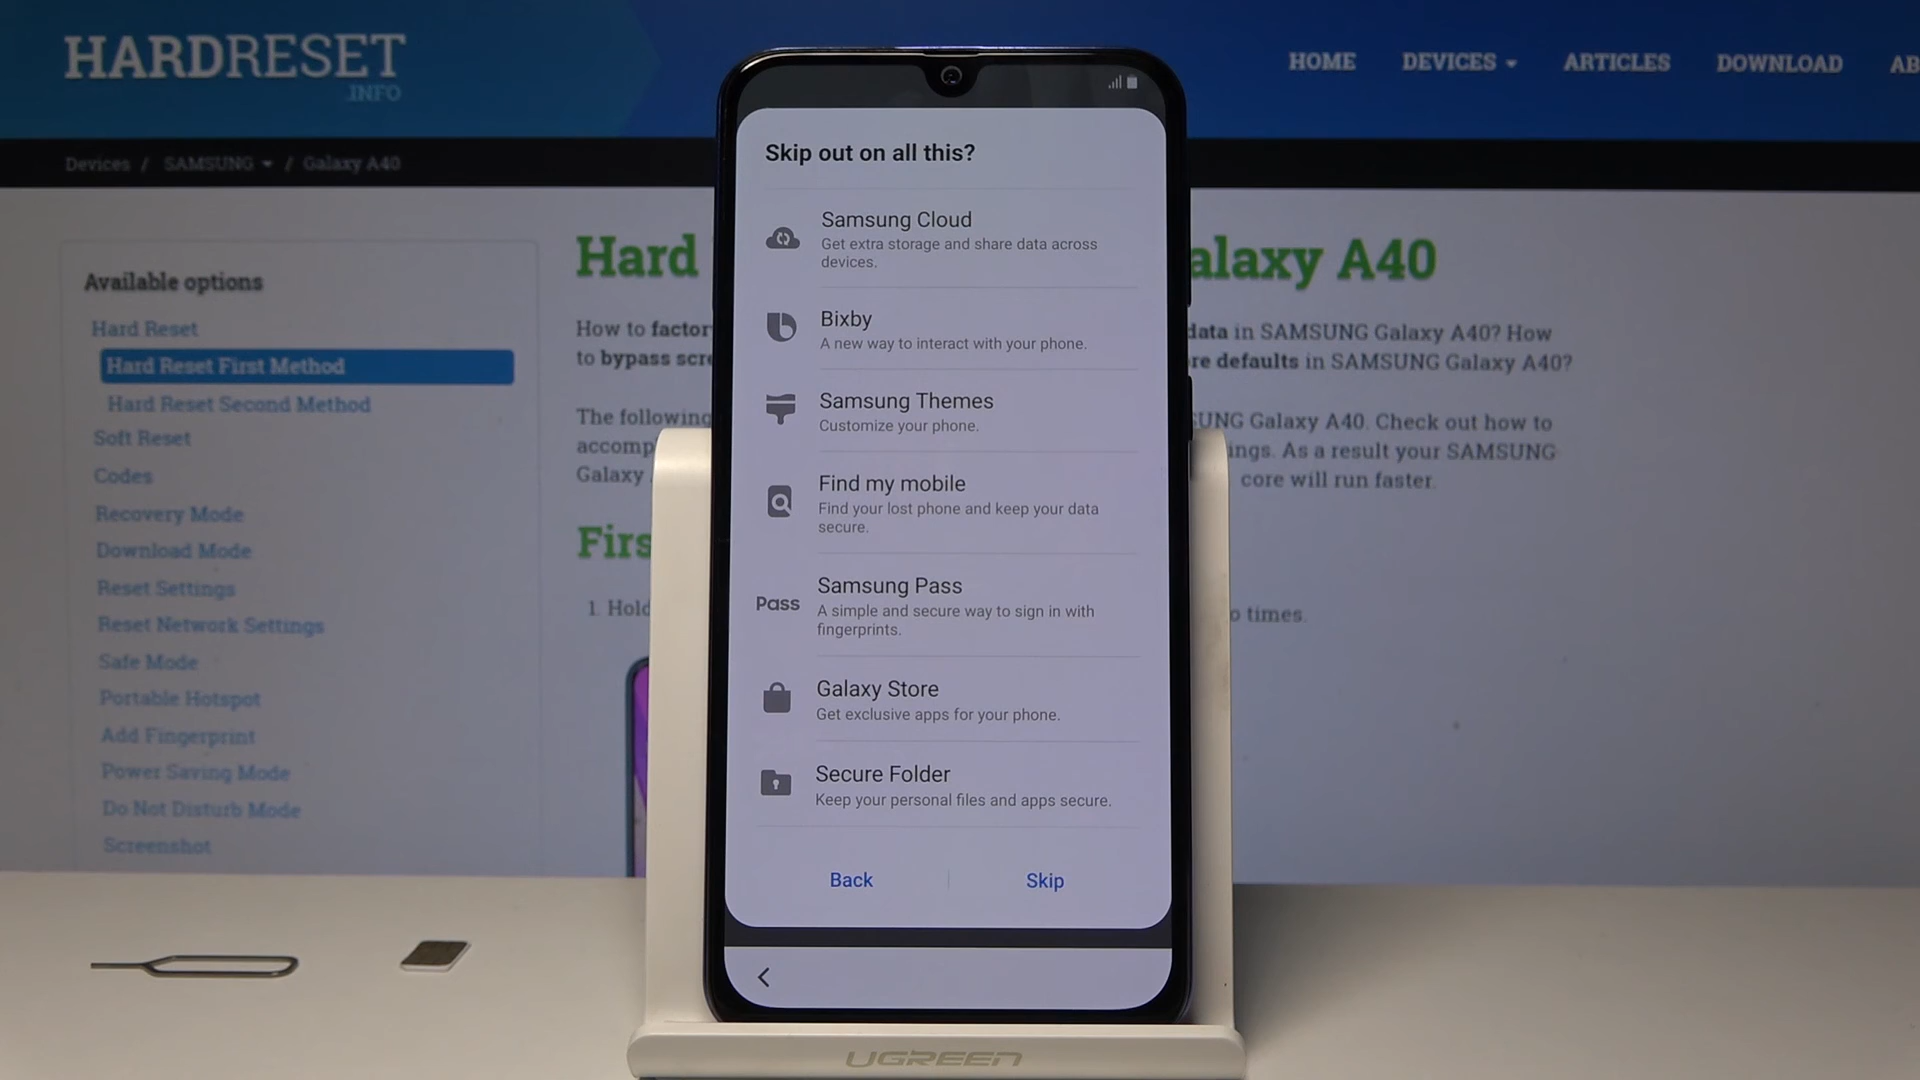 HARDRESET
.INFO
HOME DEVICES ARTICLES DOWNLOAD AB
Devices / SAMSUNG / Galaxy A40
Available options
Hard Reset
Hard Reset First Method
Hard Reset Second Method
Soft Reset
Codes
Recovery Mode
Download Mode
Reset Settings
Reset Network Settings
Safe Mode
Portable Hotspot
Add Fingerprint
Power Saving Mode
Do Not Disturb Mode
Screenshot
Hard alaxy A40
How to factor data in SAMSUNG Galaxy A40? How
to bypass scre re defaults in SAMSUNG Galaxy A40?
The following SUNG Galaxy A40. Check out how to
accomp ings. As a result your SAMSUNG
Galaxy core will run faster.
Firs
1. Hold o times.
Skip out on all this?
Samsung Cloud
Get extra storage and share data across
devices.
Bixby
A new way to interact with your phone.
Samsung Themes
Customize your phone.
Find my mobile
Find your lost phone and keep your data
secure.
Pass
Samsung Pass
A simple and secure way to sign in with
fingerprints.
Galaxy Store
Get exclusive apps for your phone.
Secure Folder
Keep your personal files and apps secure.
Back Skip
UGREEN